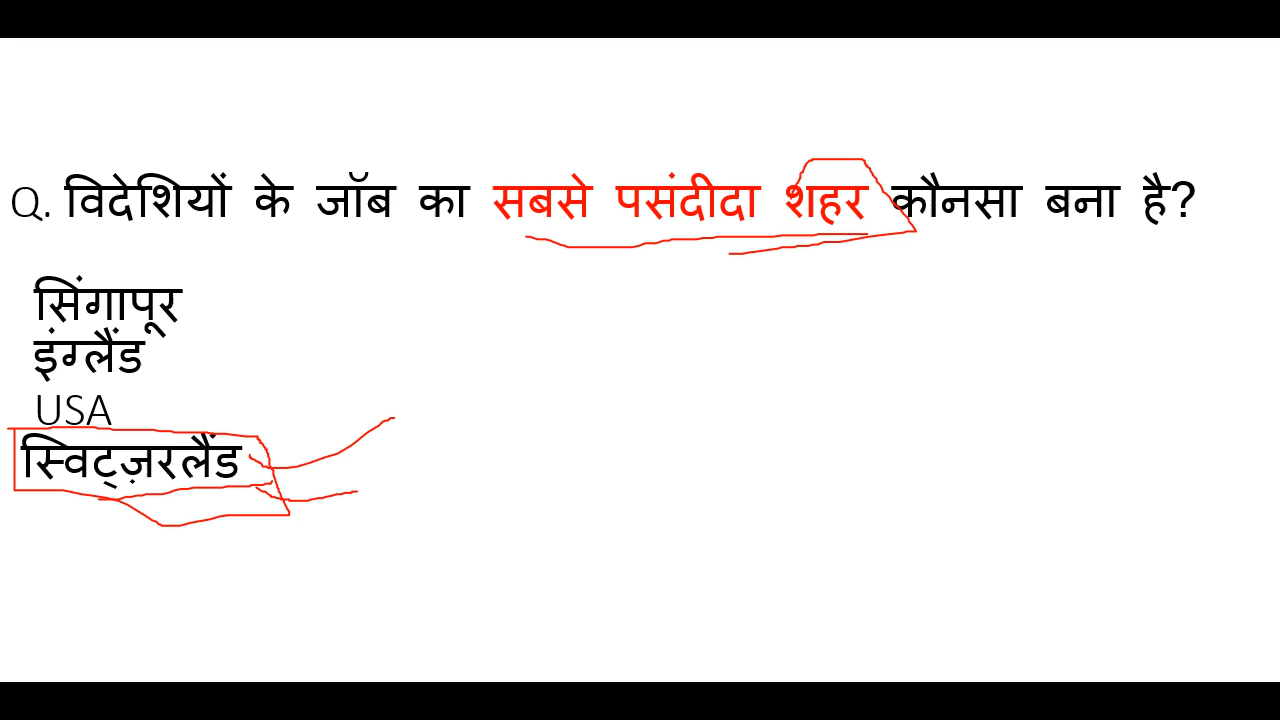 Q. विदेशियों के जॉब का सबसे पसंदीदा शहर कौनसा बना है?
सिंगापूर
इंग्लैंड
USA
स्विट्ज़रलैंड